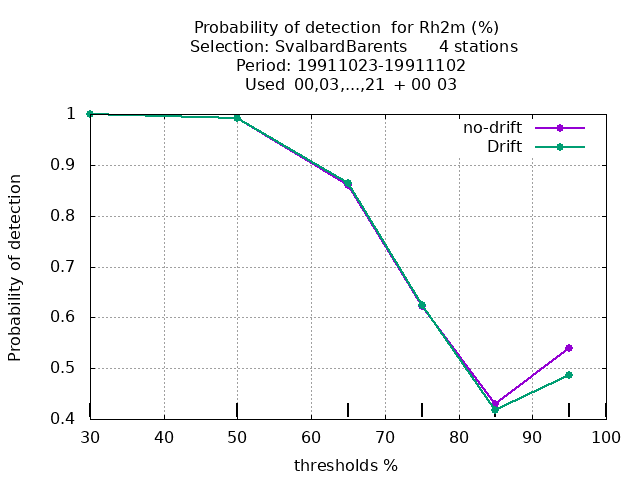 Probability of detection for Rh2m (%)
Selection: SvalbardBarents 4 stations
Period: 19911023-19911102
Used 00,03,...,21 + 00 03
no-drift
Drift
Probability of detection
1
0.9
0.8
0.7
0.6
0.5
0.4
30 40 50 60 70 80 90 100
thresholds %